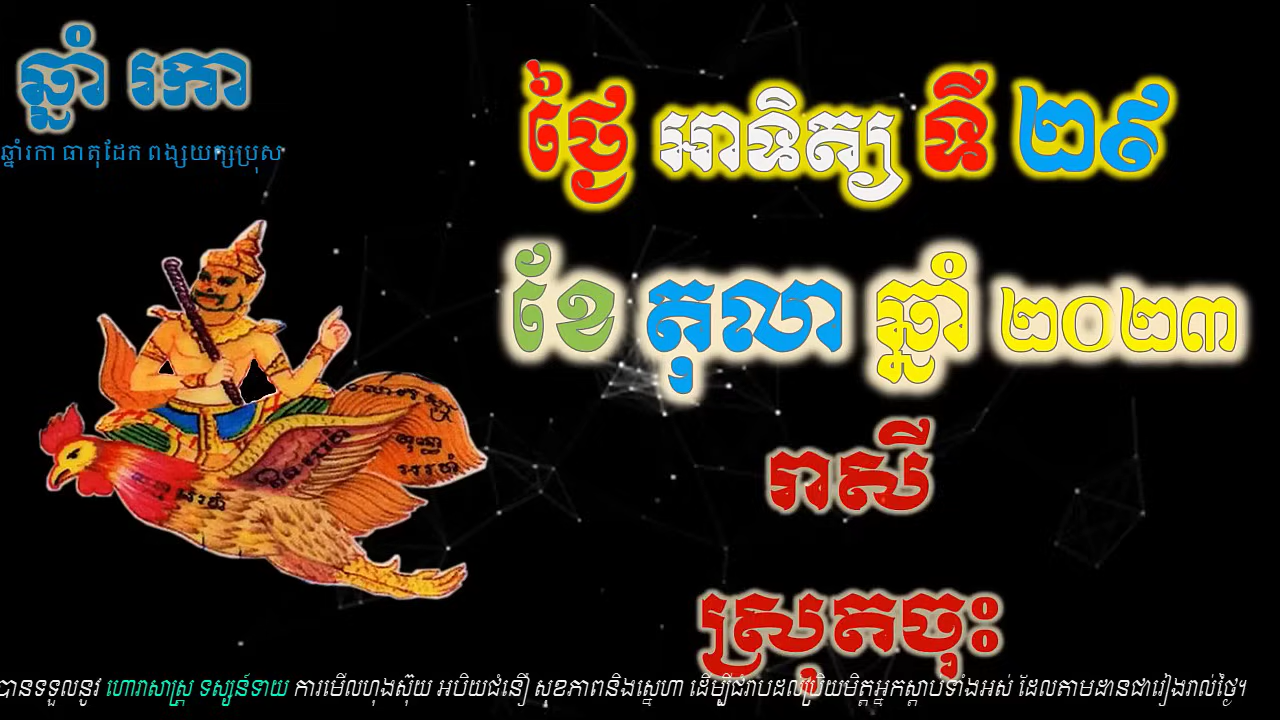 ឆ្នាំ រកា
ឆ្នាំរកា ធាតុដែក ពង្សយក្សប្រុស
ថ្ងៃ អាទិត្យ ទី ២៩
ខែ តុលា ឆ្នាំ ២០២៣
រាសី
ស្រុតចុះ
បានទទួលនូវ ហោរាសាស្ត្រ ទស្សន៍ទាយ ការមើលហុងស៊ុយ អបិយជំនឿ សុខភាពនិងស្នេហា ដើម្បីជំរាបដល់ប្រិយមិត្តអ្នកស្តាប់ទាំងអស់ ដែលតាមដានជារៀងរាល់ថ្ងៃ។